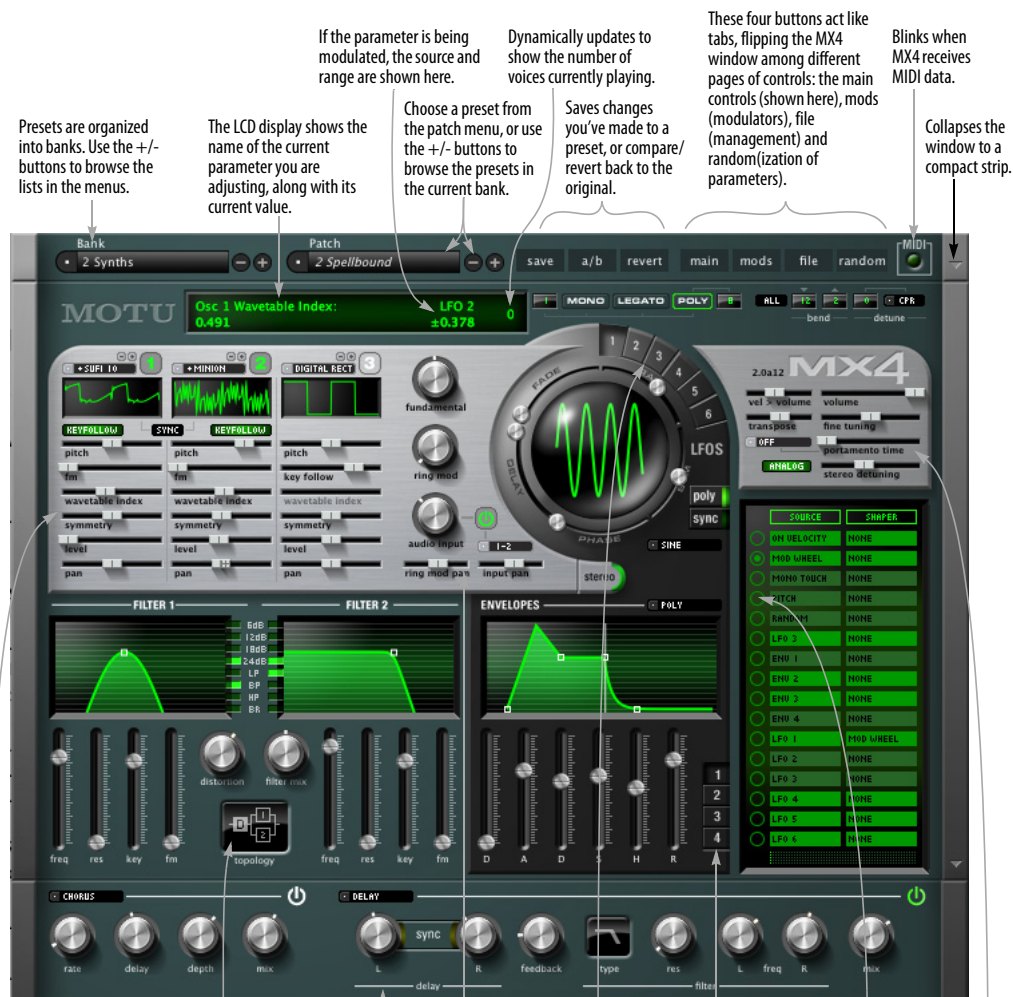 If the parameter is being
modulated, the source and
range are shown here.
Dynamically updates to
show the number of
voices currently playing.
These four buttons act like
tabs, flipping the MX4
window among different
pages of controls: the main
controls (shown here), mods
(modulators), file
(management) and
random(ization of
parameters).
Blinks when
MX4 receives
MIDI data.
Presets are organized
into banks. Use the +/-
buttons to browse the
lists in the menus.
The LCD display shows the
name of the current
parameter you are
adjusting, along with its
current value.
Choose a preset from
the patch menu, or use
the +/- buttons to
browse the presets in
the current bank.
Saves changes
you've made to a
preset, or compare/
revert back to the
original.
Collapses the
window to a
compact strip.
Bank
2 Synths
Patch
2 Spellbound
save a/b revert main mods file random
MIDI
MOTU
Osc 1 Wavetable Index: LFO 2
0.491 ±0.378 0
1 MONO LEGATO POLY 8
ALL 12 2 0 CPR
bend detune
+SUFI 10 1
+MINION 2
DIGITAL RECT 3
KEYFOLLOW SYNC KEYFOLLOW
pitch pitch pitch
fm fm key follow
wavetable index wavetable index wavetable index
symmetry symmetry symmetry
level level level
pan pan pan
fundamental
ring mod
audio input
1-2
ring mod pan input pan
FADE
DELAY
PHASE
1 2 3 4 5 6
LFOS
poly
sync
SINE
stereo
2.0a12 MX4
vel > volume volume
transpose fine tuning
OFF portamento time
ANALOG stereo detuning
SOURCE SHAPER
ON VELOCITY NONE
MOD WHEEL NONE
MONO TOUCH NONE
PITCH NONE
RANDOM NONE
LFO 3 NONE
ENV 1 NONE
ENV 2 NONE
ENV 3 NONE
ENV 4 NONE
LFO 1 MOD WHEEL
LFO 2 NONE
LFO 3 NONE
LFO 4 NONE
LFO 5 NONE
LFO 6 NONE
FILTER 1 FILTER 2
6dB
12dB
18dB
24dB
LP
BP
HP
BR
distortion filter mix
topology
D 1 2
freq res key fm
freq res key fm
ENVELOPES POLY
1
2
3
4
D A D S H R
CHORUS
rate delay depth mix
DELAY
L sync R feedback type res L freq R mix
delay filter